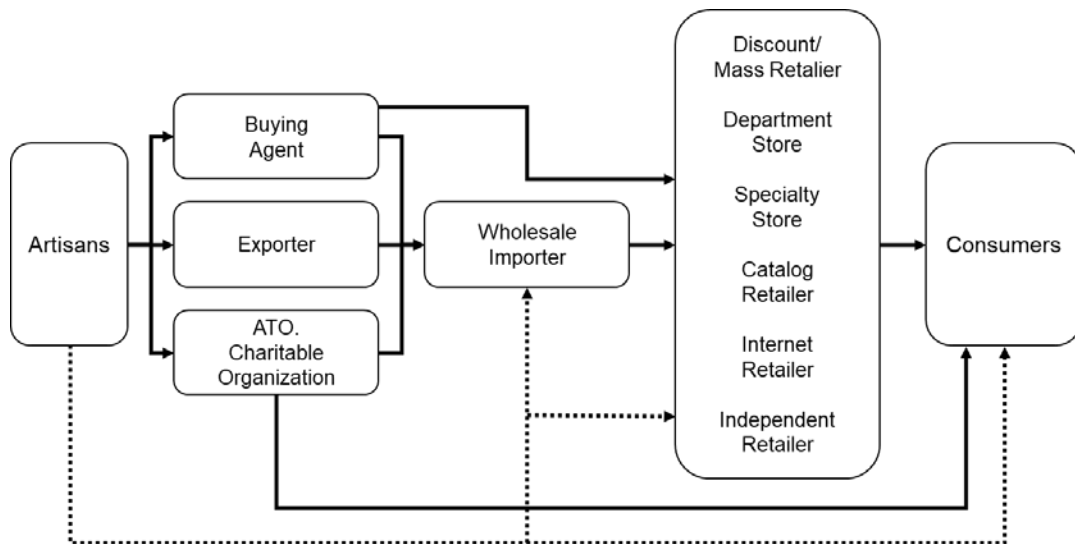 Artisans
Buying
Agent
Exporter
ATO.
Charitable
Organization
Wholesale
Importer
Discount/
Mass Retalier
Department
Store
Specialty
Store
Catalog
Retailer
Internet
Retailer
Independent
Retailer
Consumers